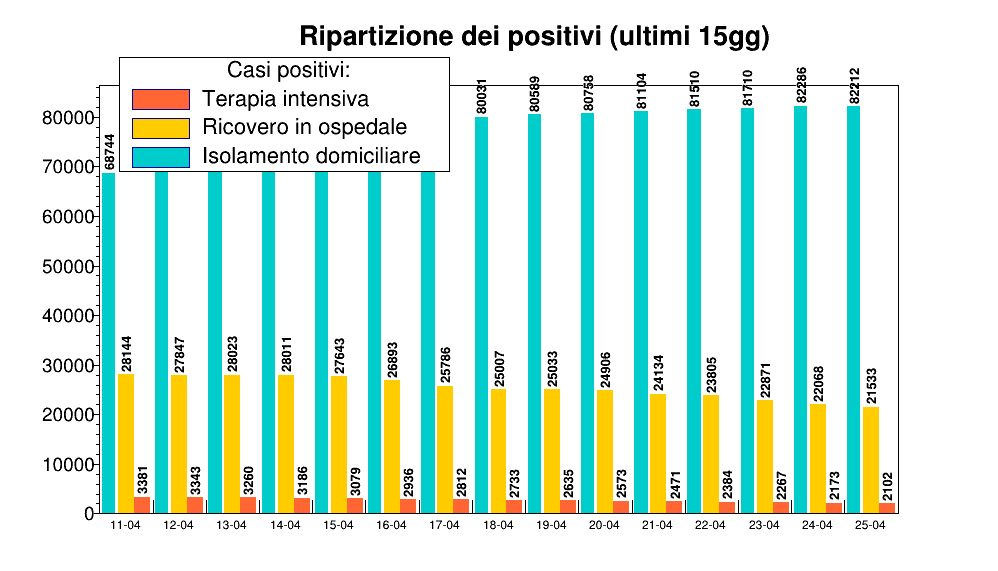 Ripartizione dei positivi (ultimi 15gg)
Casi positivi:
Terapia intensiva
Ricovero in ospedale
Isolamento domiciliare
80000
70000
60000
50000
40000
30000
20000
10000
0
68744 28144 3381
27847 3343
28023 3260
28011 3186
27643 3079
26893 2936
25786 2812
80031 25007 2733
80589 25033 2635
80758 24906 2573
81104 24134 2471
81510 23805 2384
81710 22871 2267
82286 22068 2173
82212 21533 2102
11-04 12-04 13-04 14-04 15-04 16-04 17-04 18-04 19-04 20-04 21-04 22-04 23-04 24-04 25-04